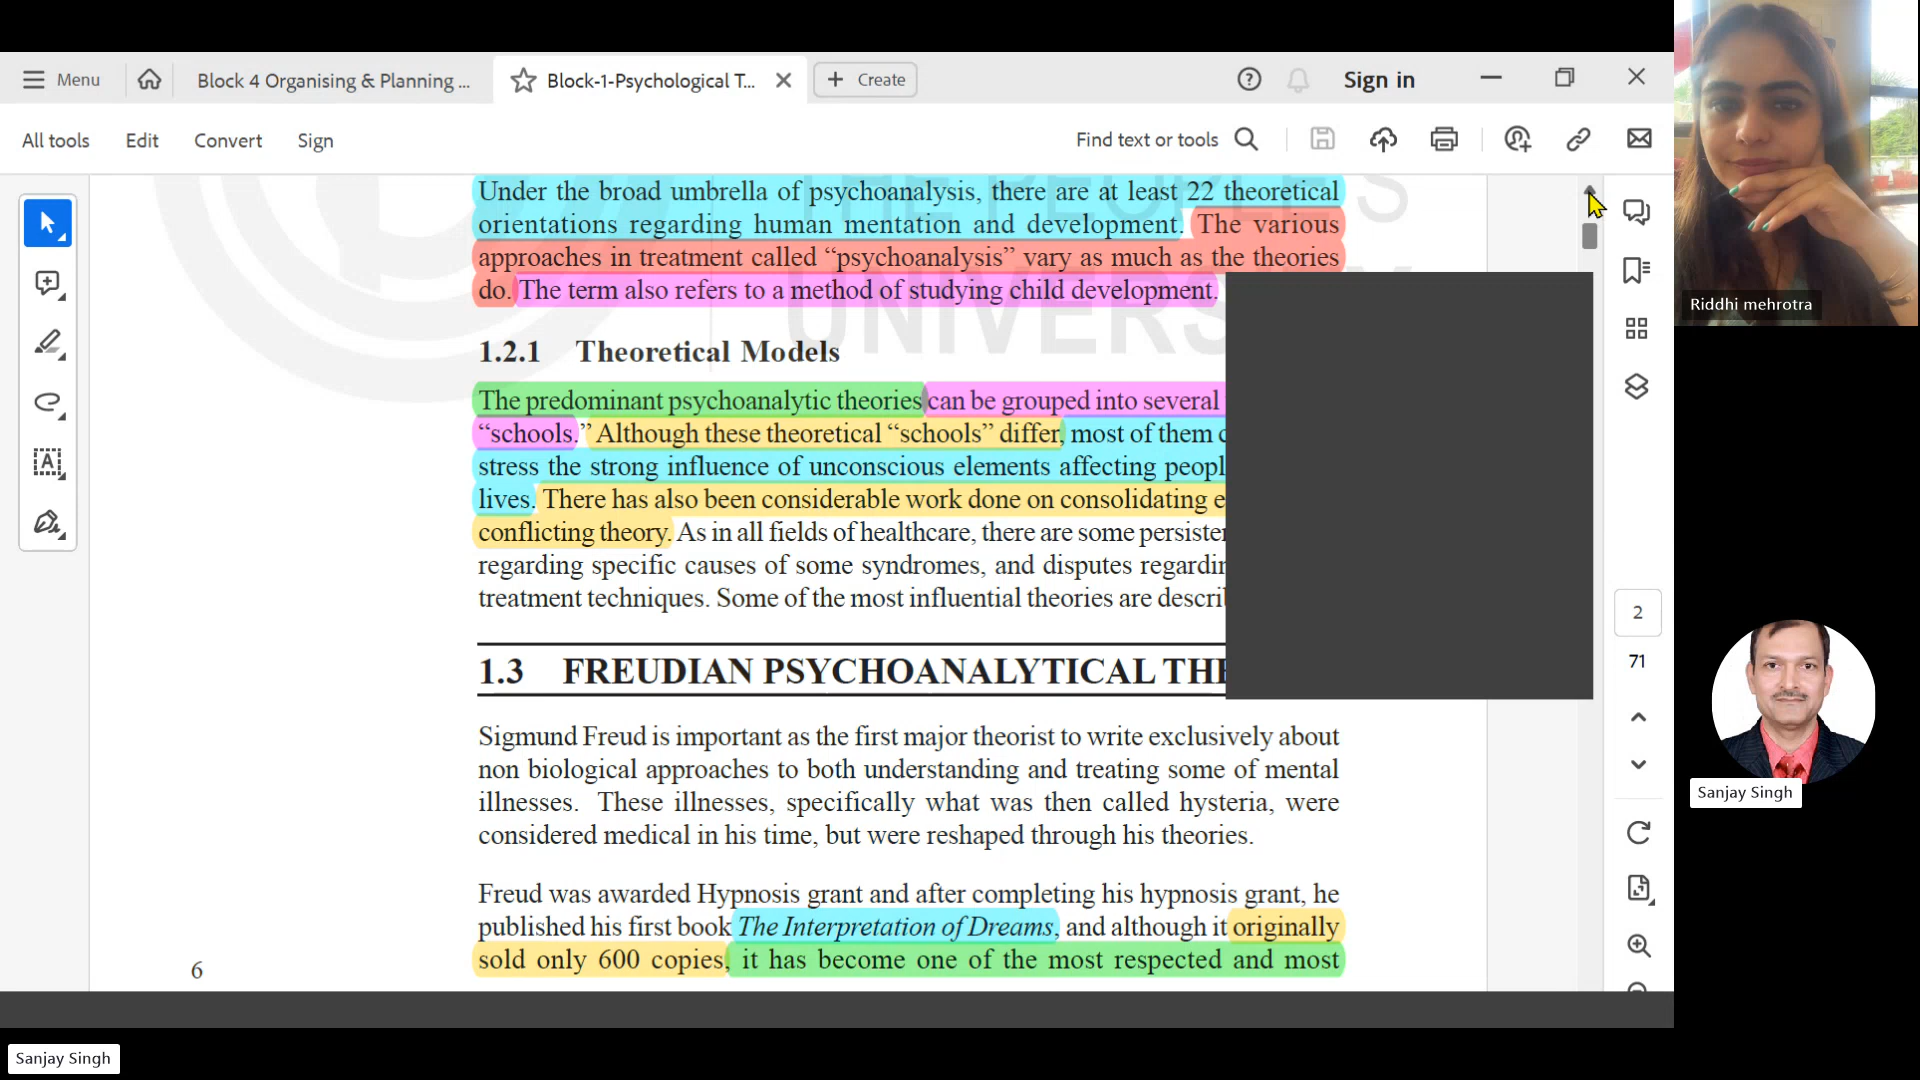 Menu
Block 4 Organising & Planning ...
Block-1-Psychological T...
Create
Sign in
All tools
Edit
Convert
Sign
Find text or tools
THE PEOPLE'S
UNIVERSITY
Under the broad umbrella of psychoanalysis, there are at least 22 theoretical
orientations regarding human mentation and development. The various
approaches in treatment called “psychoanalysis” vary as much as the theories
do. The term also refers to a method of studying child development.
1.2.1 Theoretical Models
The predominant psychoanalytic theories can be grouped into several
“schools.” Although these theoretical “schools” differ, most of them c
stress the strong influence of unconscious elements affecting peopl
lives. There has also been considerable work done on consolidating e
conflicting theory. As in all fields of healthcare, there are some persister
regarding specific causes of some syndromes, and disputes regardin
treatment techniques. Some of the most influential theories are descri
1.3 FREUDIAN PSYCHOANALYTICAL THE
Sigmund Freud is important as the first major theorist to write exclusively about
non biological approaches to both understanding and treating some of mental
illnesses. These illnesses, specifically what was then called hysteria, were
considered medical in his time, but were reshaped through his theories.
Freud was awarded Hypnosis grant and after completing his hypnosis grant, he
published his first book The Interpretation of Dreams, and although it originally
sold only 600 copies, it has become one of the most respected and most
6
2
71
Riddhi mehrotra
Sanjay Singh
Sanjay Singh